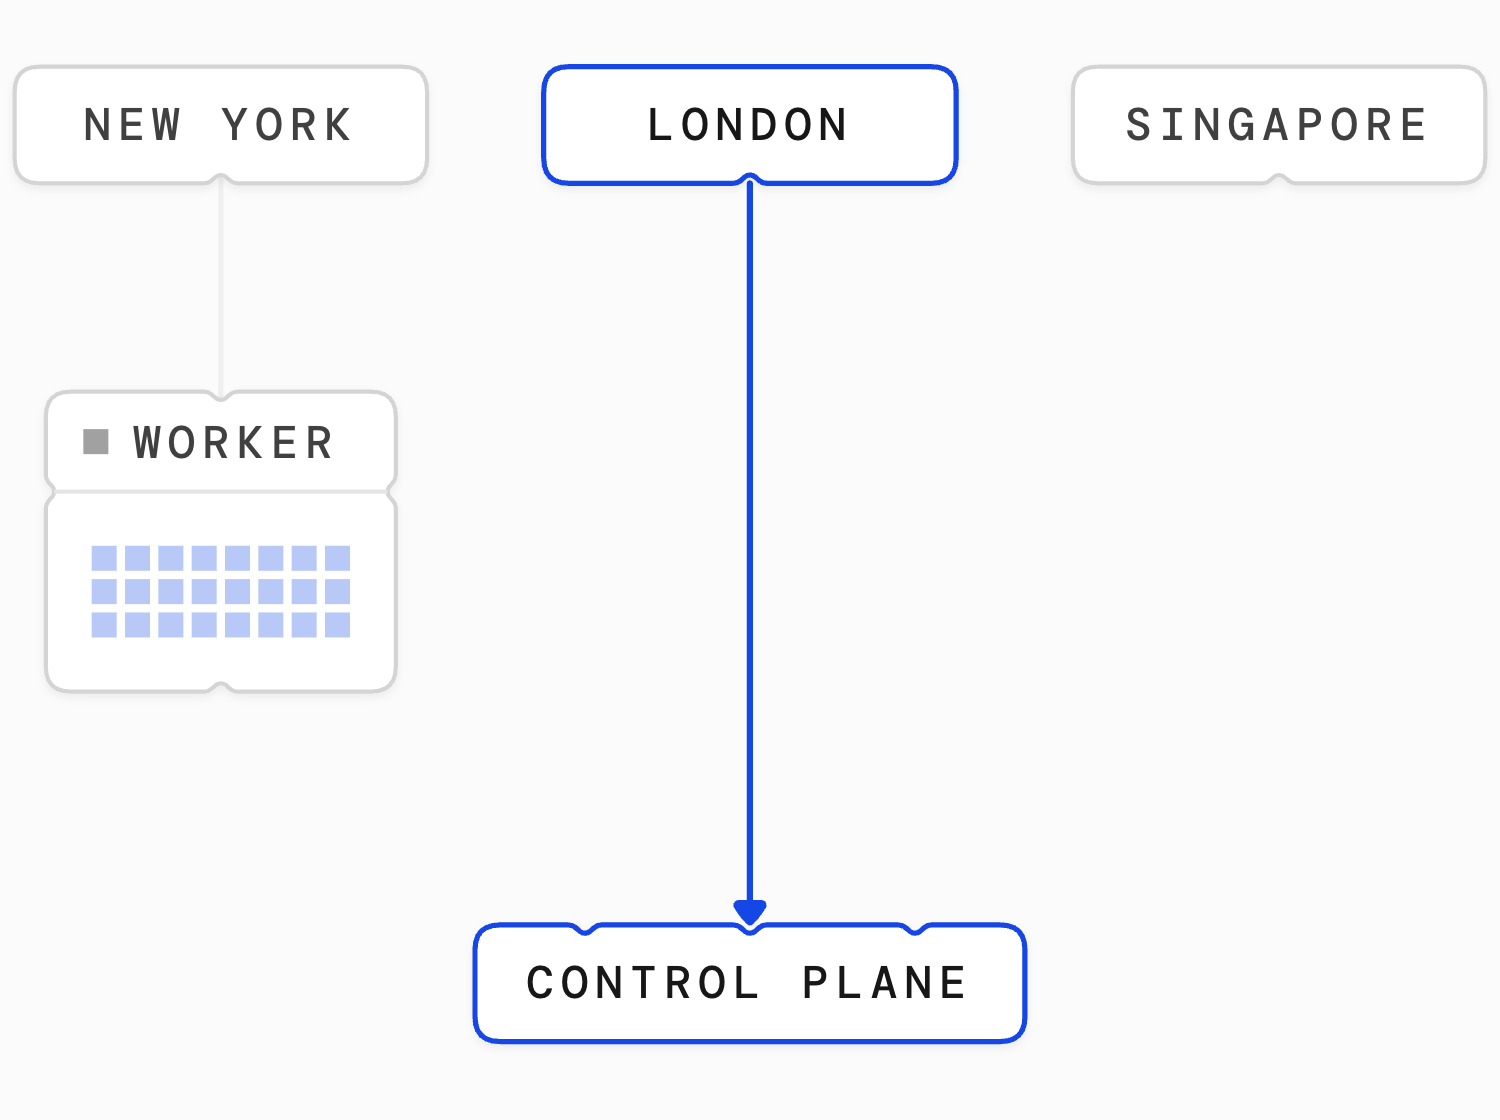 NEW YORK
LONDON
SINGAPORE
WORKER
CONTROL PLANE